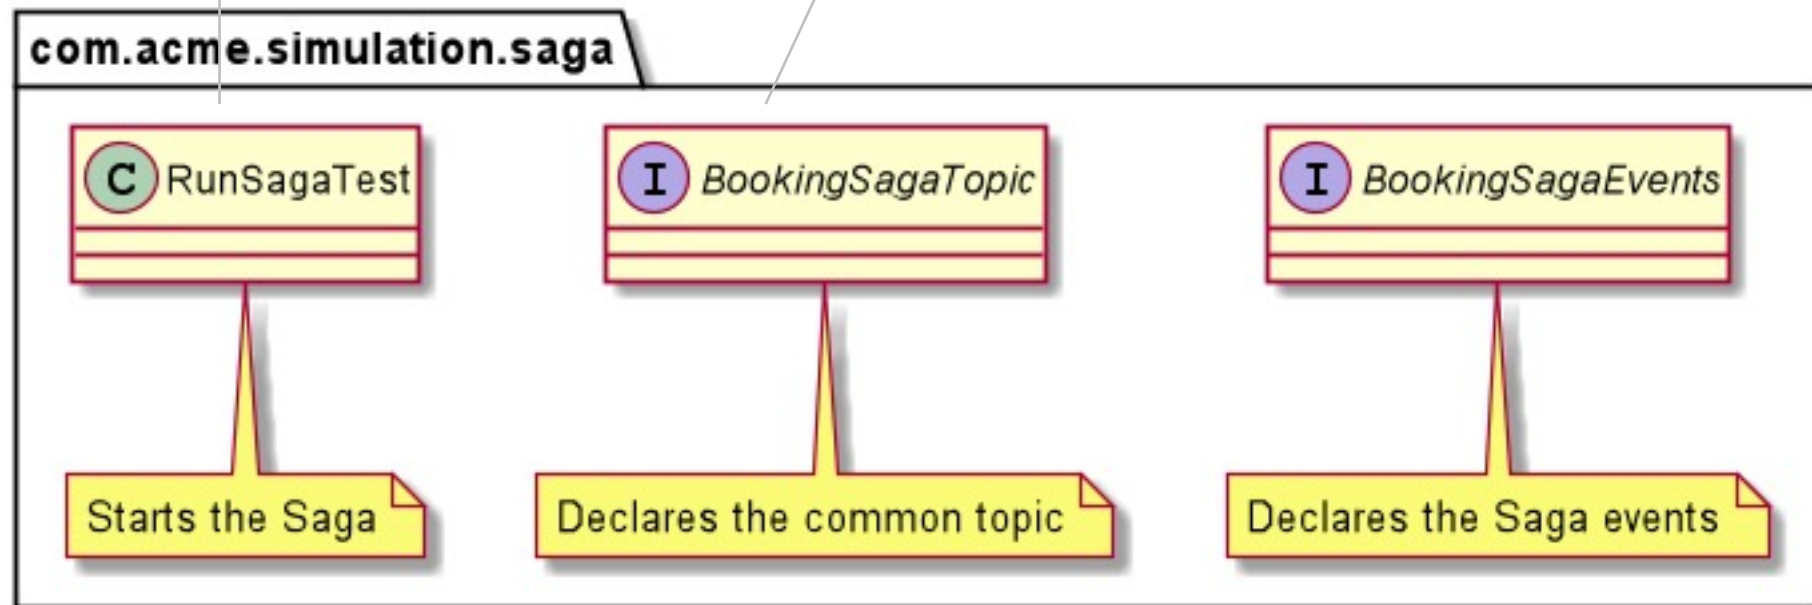 com.acme.simulation.saga
C RunSagaTest
I BookingSagaTopic
I BookingSagaEvents
Starts the Saga
Declares the common topic
Declares the Saga events